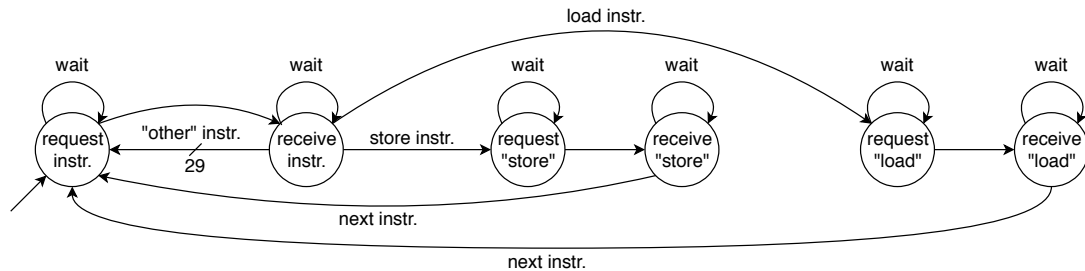 load instr.
wait
wait
wait
wait
wait
wait
request
instr.
"other" instr.
29
receive
instr.
store instr.
request
"store"
receive
"store"
request
"load"
receive
"load"
next instr.
next instr.